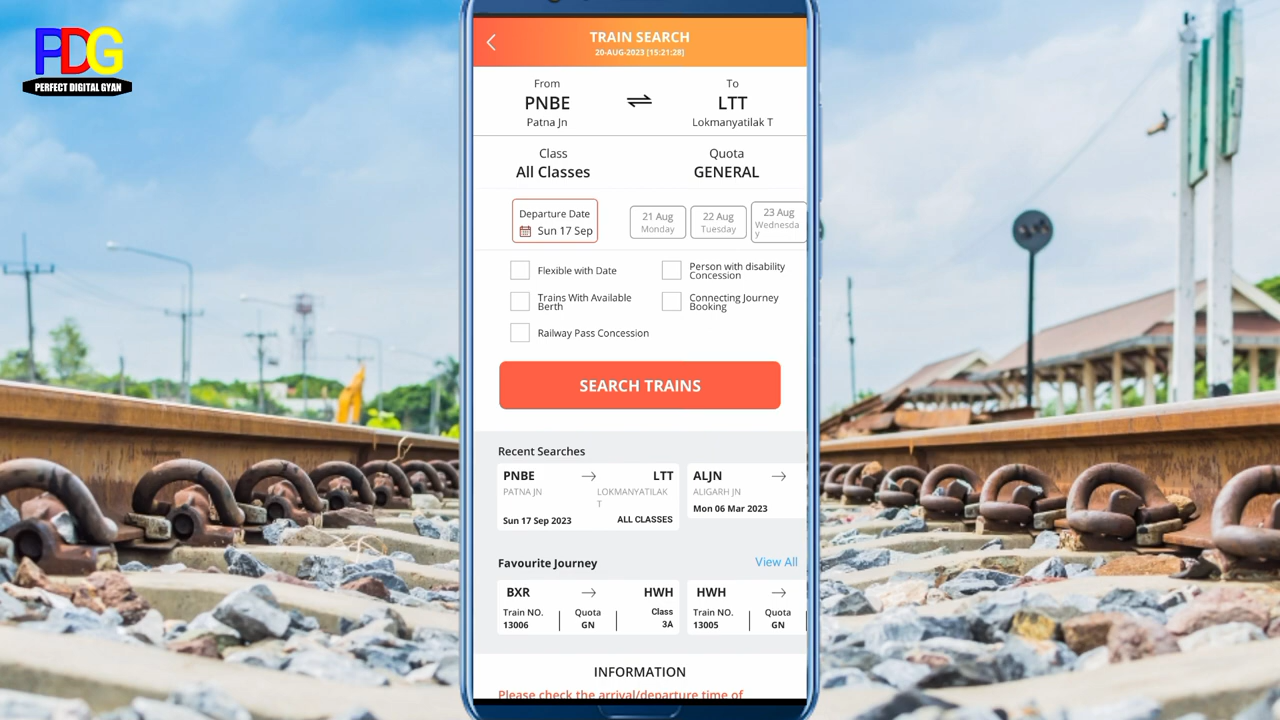 PDG
PERFECT DIGITAL GYAN
TRAIN SEARCH
20-AUG-2023 [15:21:28]
From
To
PNBE
LTT
Patna Jn
Lokmanyatilak T
Class
Quota
All Classes
GENERAL
Departure Date
Sun 17 Sep
21 Aug
Monday
22 Aug
Tuesday
23 Aug
Wednesda
y
Flexible with Date
Person with disability
Concession
Trains With Available
Berth
Connecting Journey
Booking
Railway Pass Concession
SEARCH TRAINS
Recent Searches
PNBE
LTT
PATNA JN
LOKMANYATILAK
T
Sun 17 Sep 2023
ALL CLASSES
ALJN
ALIGARH JN
Mon 06 Mar 2023
Favourite Journey
View All
BXR
HWH
Train NO.
Quota
Class
13006
GN
3A
HWH
Train NO.
Quota
13005
GN
INFORMATION
Please check the arrival/departure time of